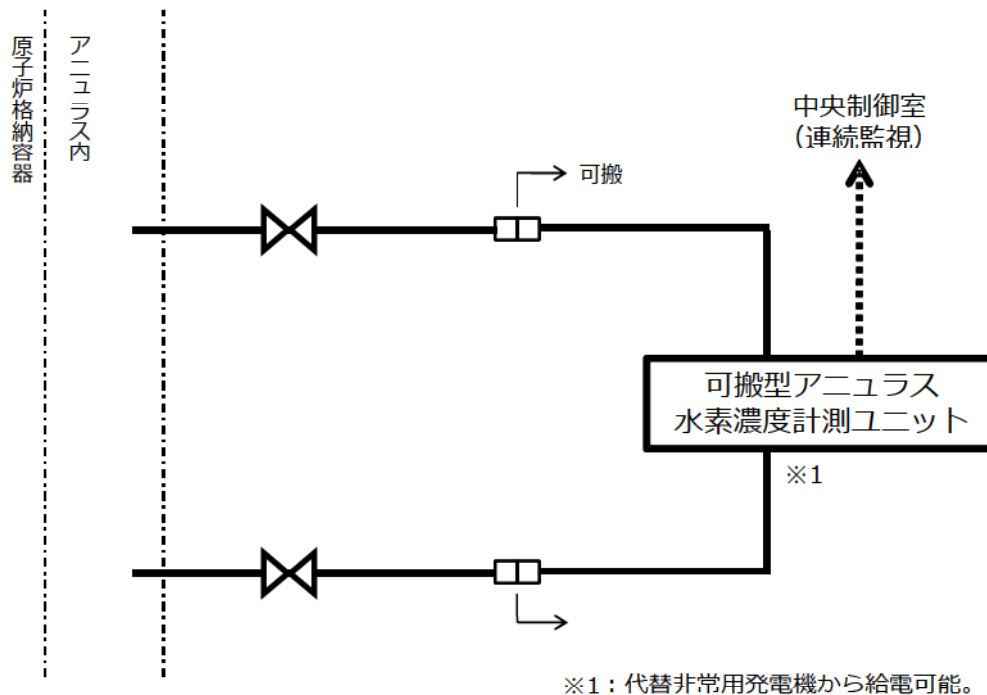 原子炉格納容器
アニュラス内
中央制御室
（連続監視）
可搬
可搬型アニュラス
水素濃度計測ユニット
※1
※1：代替非常用発電機から給電可能。